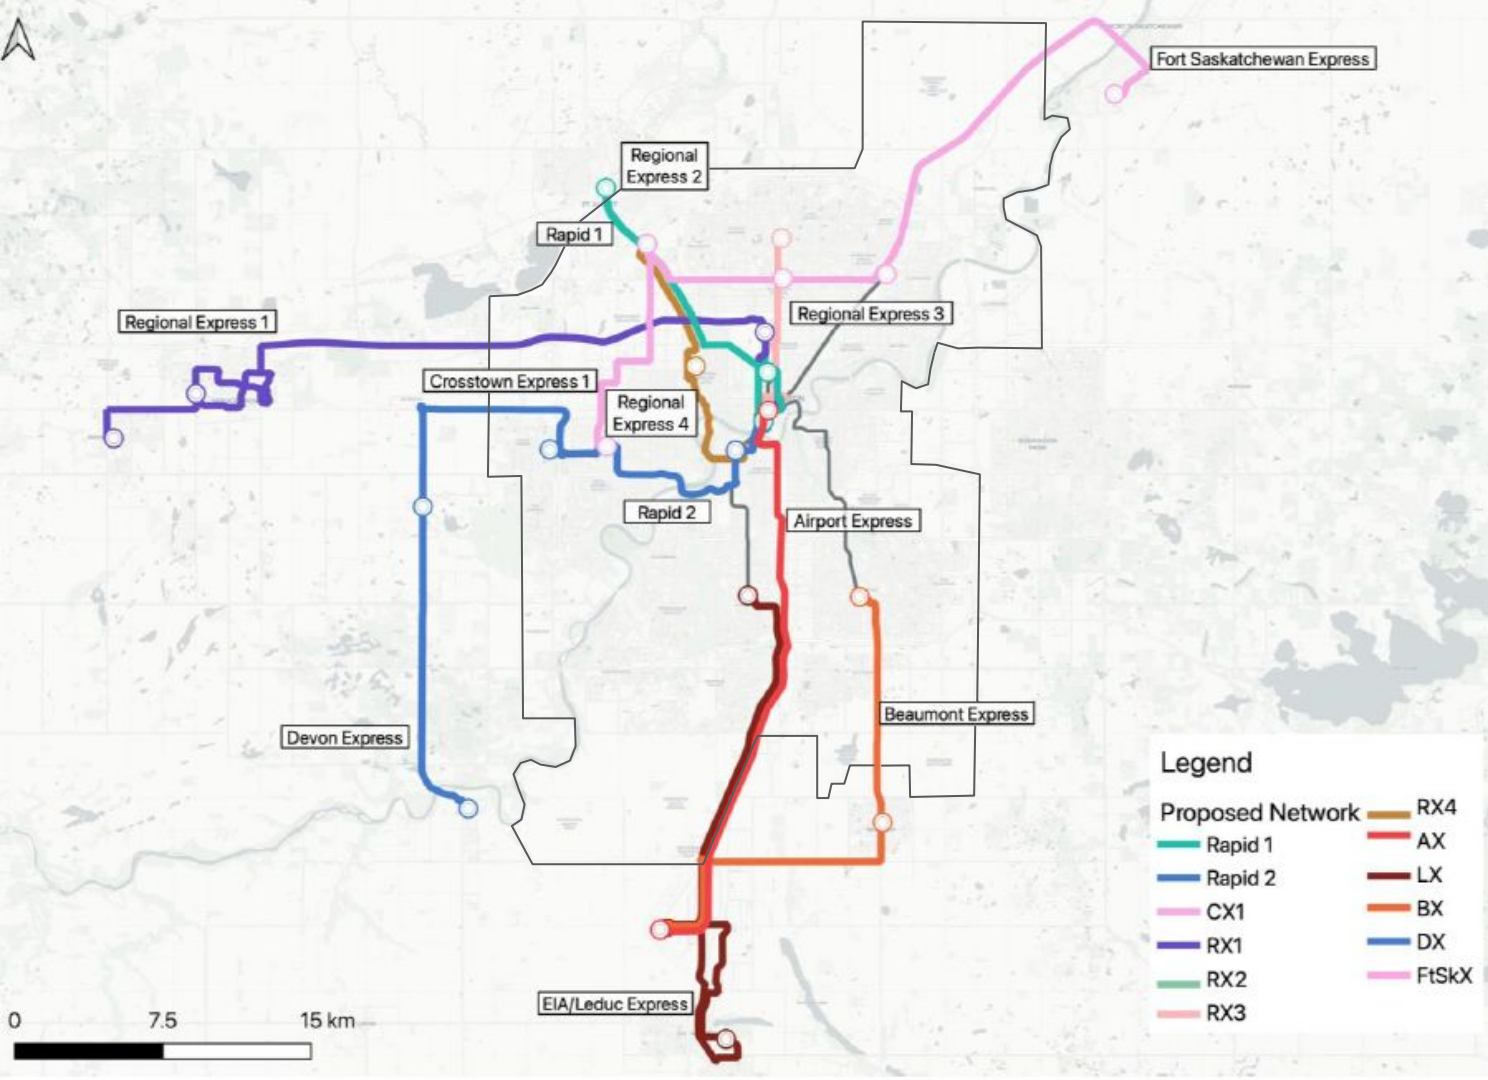 Fort Saskatchewan Express
Regional
Express 2
Rapid 1
Regional Express 1
Regional Express 3
Crosstown Express 1
Regional
Express 4
Rapid 2
Airport Express
Beaumont Express
Devon Express
EIA/Leduc Express
0 7.5 15 km
Legend
Proposed Network
Rapid 1
Rapid 2
CX1
RX1
RX2
RX3
RX4
AX
LX
BX
DX
FtSkX